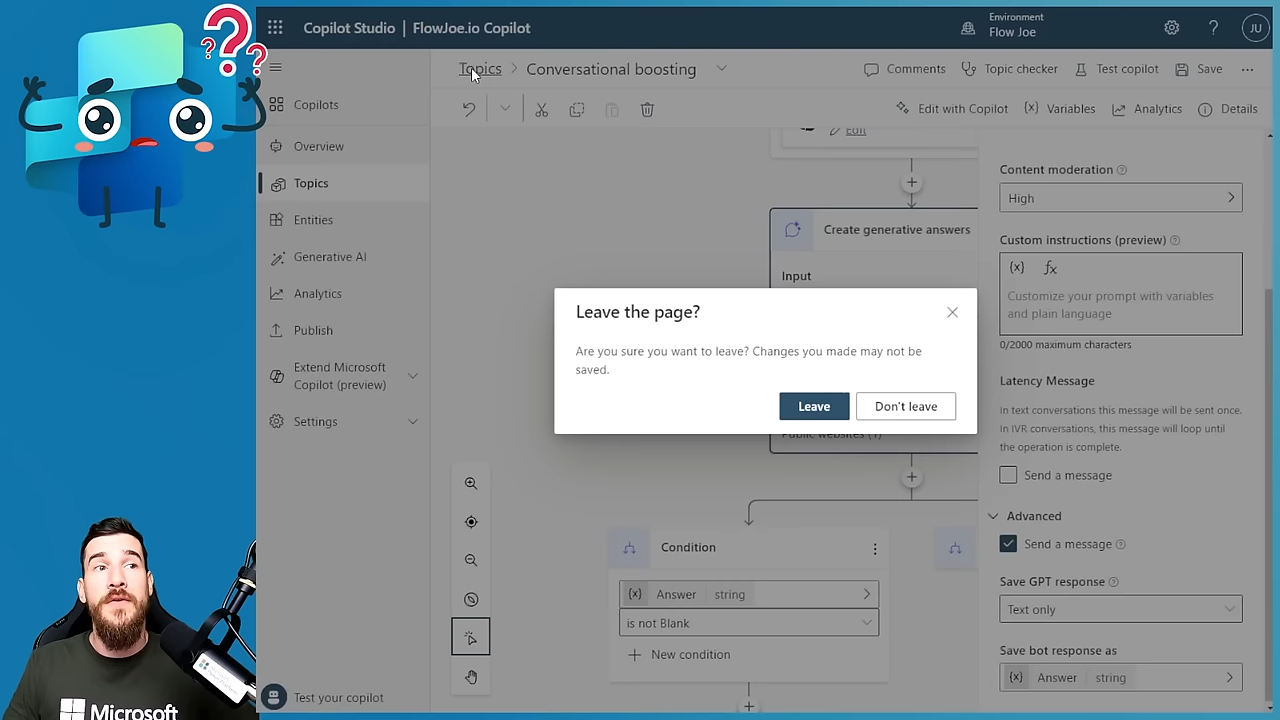 ???
Copilot Studio | FlowJoe.io Copilot
Environment
Flow Joe
?
JU
Topics > Conversational boosting
Comments
Topic checker
Test copilot
Save
Edit with Copilot
{x} Variables
Analytics
Details
Copilots
Overview
Topics
Entities
Generative AI
Analytics
Publish
Extend Microsoft
Copilot (preview)
Settings
Test your copilot
Edit
Create generative answers
Input
Leave the page?
Are you sure you want to leave? Changes you made may not be
saved.
Leave
Don't leave
Public websites (1)
Condition
{x} Answer string
is not Blank
New condition
Content moderation
High
Custom instructions (preview)
{x} fx
Customize your prompt with variables
and plain language
0/2000 maximum characters
Latency Message
In text conversations this message will be sent once.
In IVR conversations, this message will loop until
the operation is complete.
Send a message
Advanced
Send a message
Save GPT response
Text only
Save bot response as
{x} Answer string
Microsoft